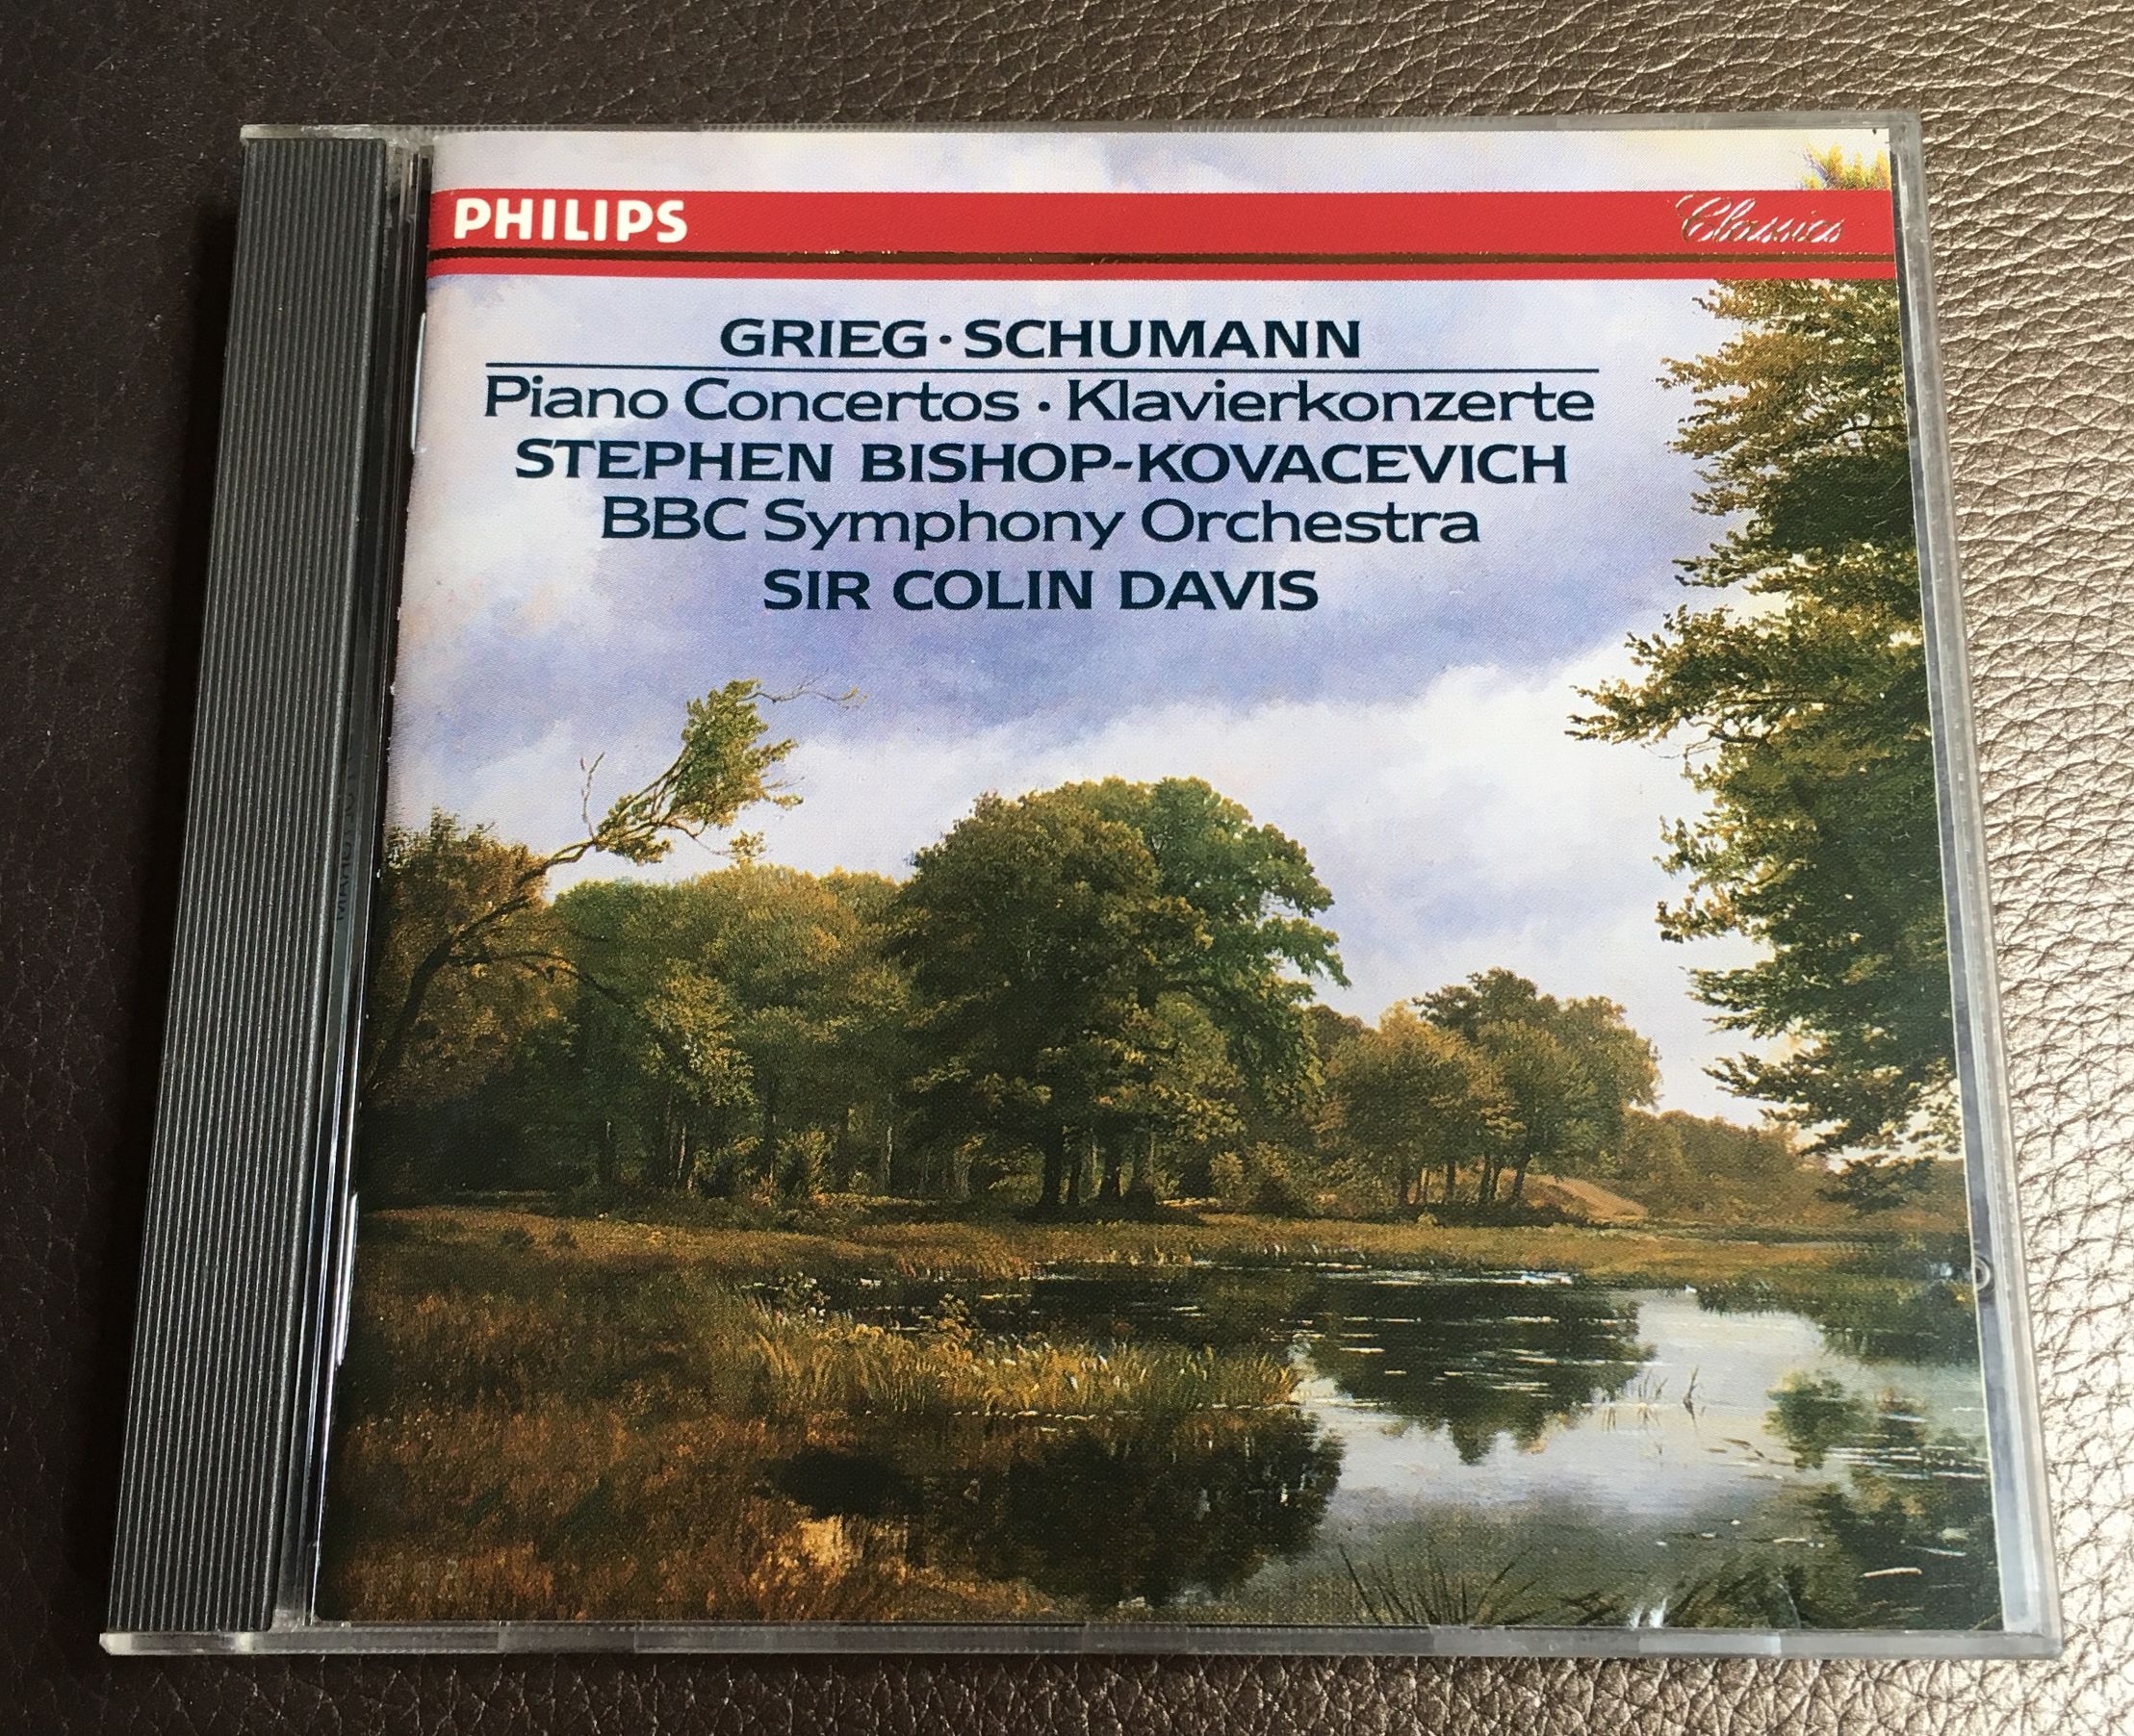 PHILIPS Classics
GRIEG · SCHUMANN
Piano Concertos · Klavierkonzerte
STEPHEN BISHOP-KOVACEVICH
BBC Symphony Orchestra
SIR COLIN DAVIS